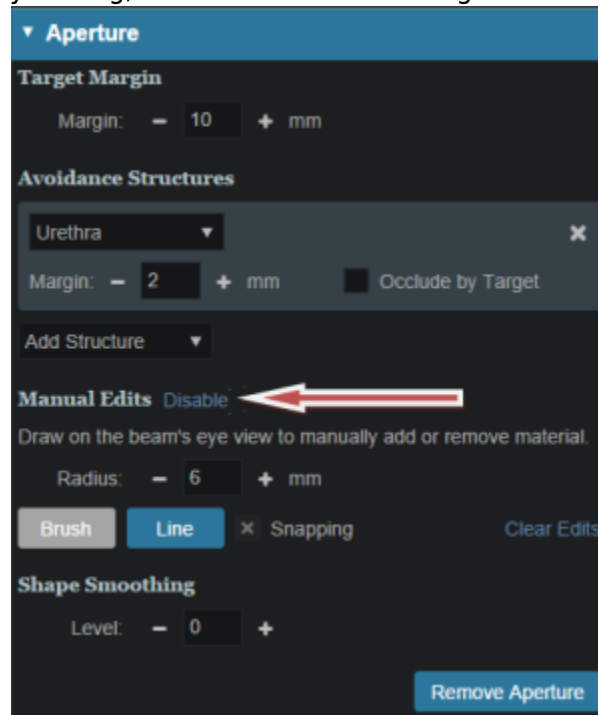 Aperture
Target Margin
Margin: 10 mm
Avoidance Structures
Urethra
Margin: 2 mm Occlude by Target
Add Structure
Manual Edits Disable
Draw on the beam's eye view to manually add or remove material.
Radius: 6 mm
Brush Line Snapping Clear Edits
Shape Smoothing
Level: 0
Remove Aperture